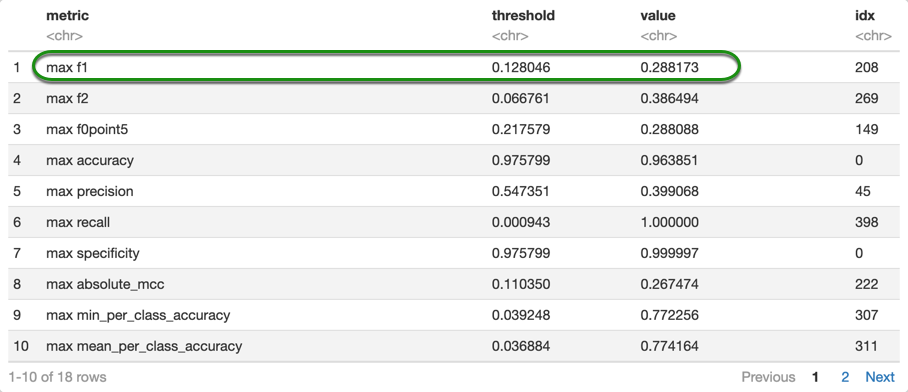 metric threshold value idx
<chr> <chr> <chr> <chr>
1 max f1 0.128046 0.288173 208
2 max f2 0.066761 0.386494 269
3 max f0point5 0.217579 0.288088 149
4 max accuracy 0.975799 0.963851 0
5 max precision 0.547351 0.399068 45
6 max recall 0.000943 1.000000 398
7 max specificity 0.975799 0.999997 0
8 max absolute_mcc 0.110350 0.267474 222
9 max min_per_class_accuracy 0.039248 0.772256 307
10 max mean_per_class_accuracy 0.036884 0.774164 311
1-10 of 18 rows Previous 1 2 Next